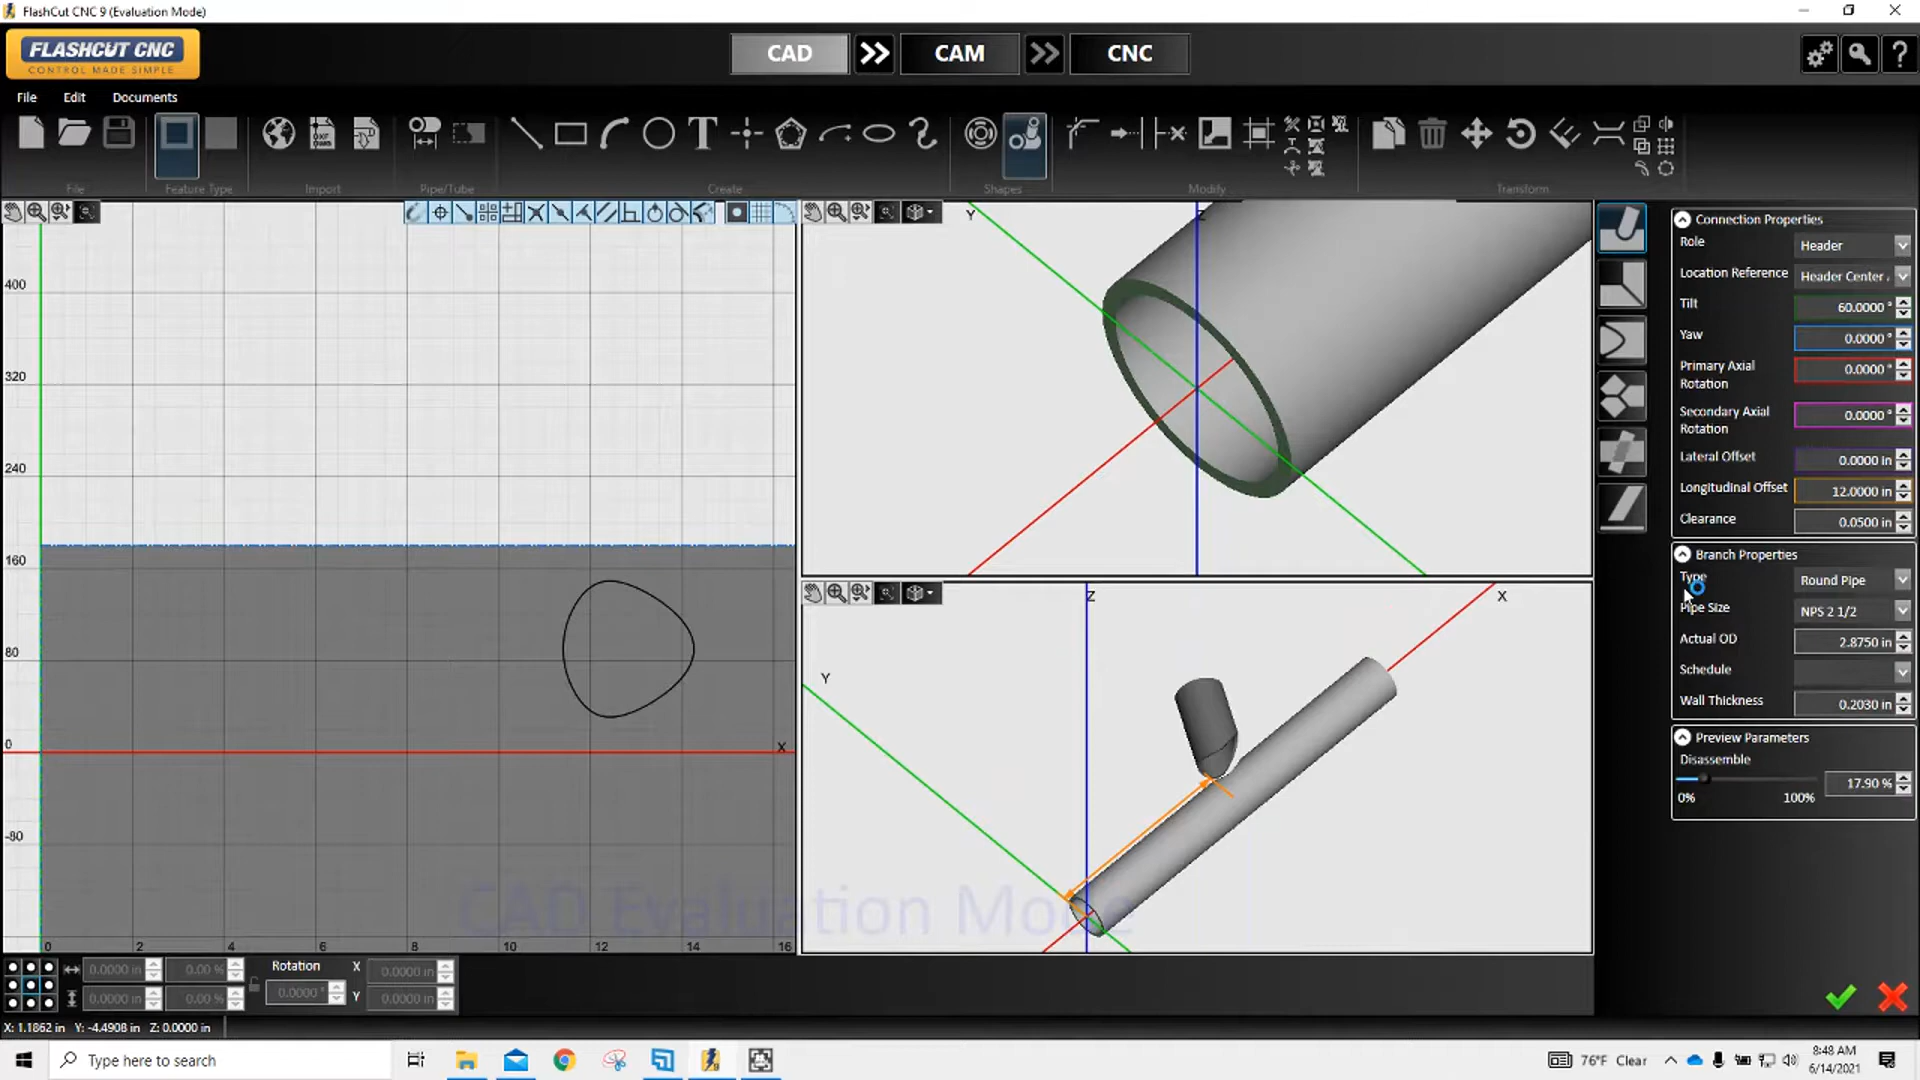 FlashCut CNC 9 (Evaluation Mode)
FLASHCUT CNC
CONTROL MADE SIMPLE
CAD
CAM
CNC
File
Edit
Documents
File
Feature Type
Import
Pipe/Tube
Create
Shapes
Modify
Transform
400
320
240
160
80
0
-80
X
0
2
4
6
8
10
12
14
16
Y
Z
Z
X
Y
CAD Evaluation Mode
Connection Properties
Role
Header
Location Reference
Header Center
Tilt
60.0000 °
Yaw
0.0000 °
Primary Axial
Rotation
0.0000 °
Secondary Axial
Rotation
0.0000 °
Lateral Offset
0.0000 in
Longitudinal Offset
12.0000 in
Clearance
0.0500 in
Branch Properties
Type
Round Pipe
Pipe Size
NPS 2 1/2
Actual OD
2.8750 in
Schedule
Wall Thickness
0.2030 in
Preview Parameters
Disassemble
17.90 %
0%
100%
0.0000 in
0.00 %
0.0000 in
0.00 %
Rotation
0.0000 °
X
0.0000 in
Y
0.0000 in
X: 1.1862 in Y: -4.4908 in Z: 0.0000 in
Type here to search
76°F Clear
8:48 AM
6/14/2021